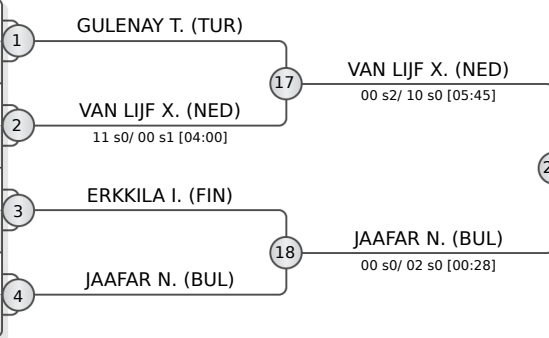 GULENAY T. (TUR)
1
17
VAN LIJF X. (NED)
00 s2/ 10 s0 [05:45]
VAN LIJF X. (NED)
2
11 s0/ 00 s1 [04:00]
ERKKILA I. (FIN)
3
18
JAAFAR N. (BUL)
00 s0/ 02 s0 [00:28]
JAAFAR N. (BUL)
4